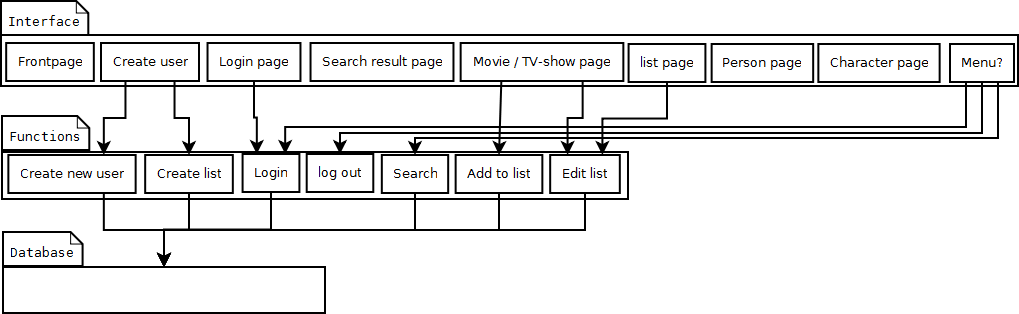 Interface
Frontpage
Create user
Login page
Search result page
Movie / TV-show page
list page
Person page
Character page
Menu?
Functions
Create new user
Create list
Login
log out
Search
Add to list
Edit list
Database